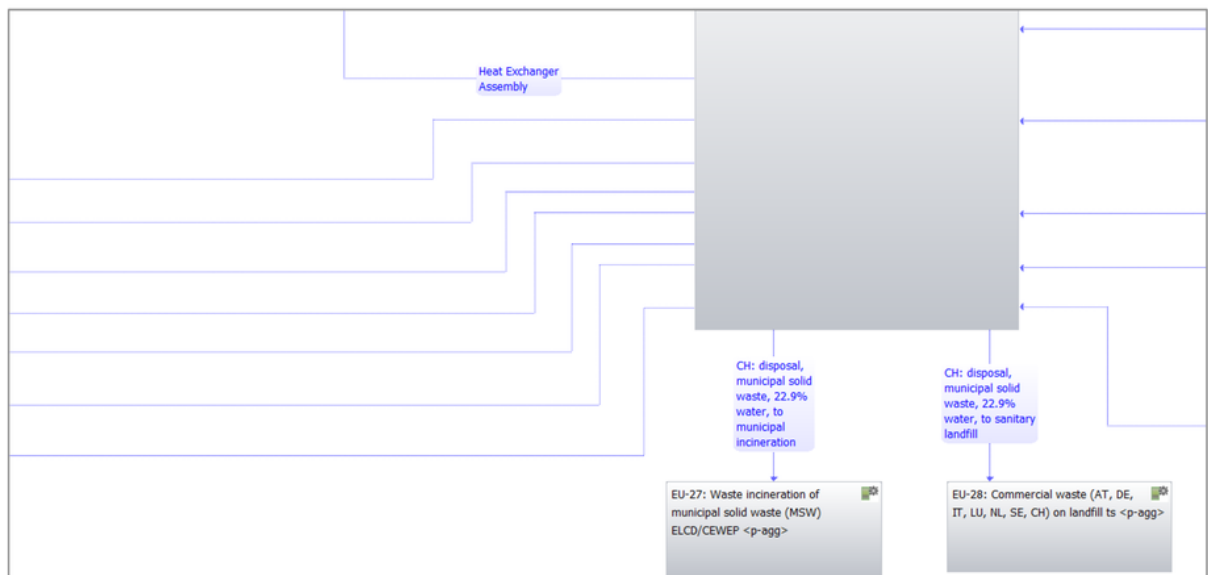 Heat Exchanger
Assembly
CH: disposal,
municipal solid
waste, 22.9%
water, to
municipal
incineration
CH: disposal,
municipal solid
waste, 22.9%
water, to sanitary
landfill
EU-27: Waste incineration of
municipal solid waste (MSW)
ELCD/CEWEP <p-agg>
EU-28: Commercial waste (AT, DE,
IT, LU, NL, SE, CH) on landfill ts <p-agg>